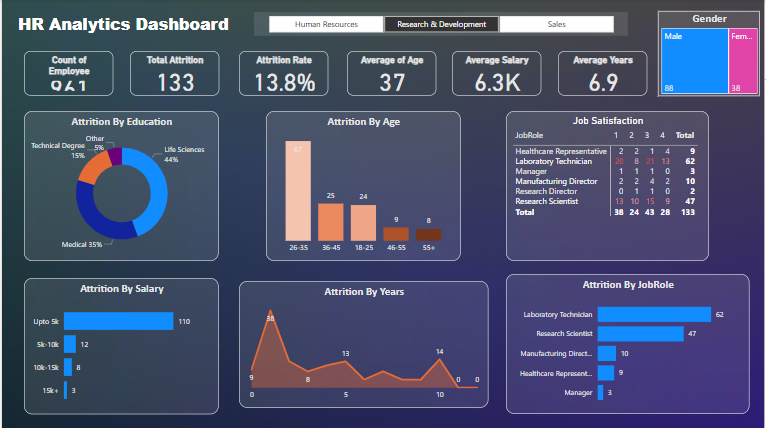 HR Analytics Dashboard
Human Resources Research & Development Sales
Gender
Male Fem...
88 38
Count of Employee
961
Total Attrition
133
Attrition Rate
13.8%
Average of Age
37
Average Salary
6.3K
Average Years
6.9
Attrition By Education
Other
5%
Technical Degree
15%
Life Sciences
44%
Medical 35%
Attrition By Age
67
25
24
9
8
26-35 36-45 18-25 46-55 55+
Job Satisfaction
JobRole 1 2 3 4 Total
Healthcare Representative 2 2 1 4 9
Laboratory Technician 20 8 21 13 62
Manager 1 1 1 0 3
Manufacturing Director 2 2 4 2 10
Research Director 0 1 1 0 2
Research Scientist 13 10 15 9 47
Total 38 24 43 28 133
Attrition By Salary
Upto 5k 110
5k-10k 12
10k-15k 8
15k+ 3
Attrition By Years
38
9
8
13
14
0 0
0 5 10
Attrition By JobRole
Laboratory Technician 62
Research Scientist 47
Manufacturing Direct... 10
Healthcare Represent... 9
Manager 3